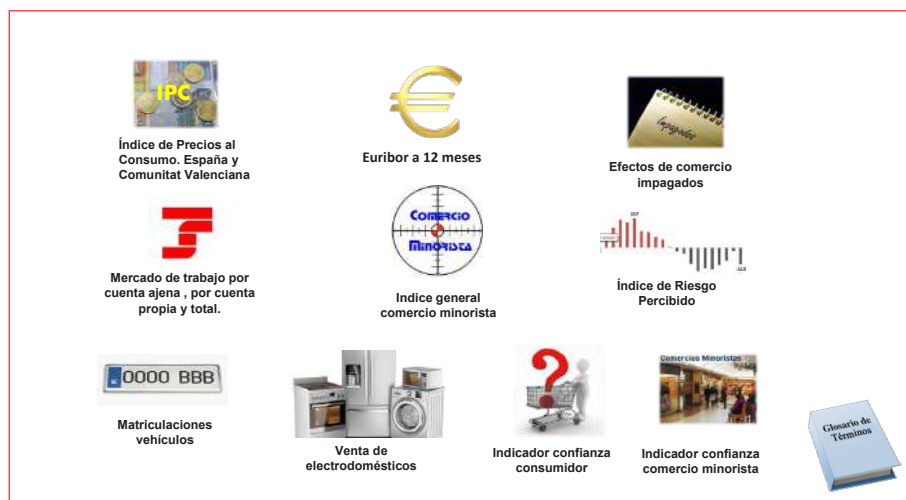 IPC
Índice de Precios al
Consumo. España y
Comunitat Valenciana
Euribor a 12 meses
Impagados
Efectos de comercio
impagados
Mercado de trabajo por
cuenta ajena , por cuenta
propia y total.
COMERCIO
MINORISTA
Indice general
comercio minorista
Índice de Riesgo
Percibido
0000 BBB
Matriculaciones
vehículos
Venta de
electrodomésticos
Indicador confianza
consumidor
Comercios Minoristas
Indicador confianza
comercio minorista
Glosario de
Términos